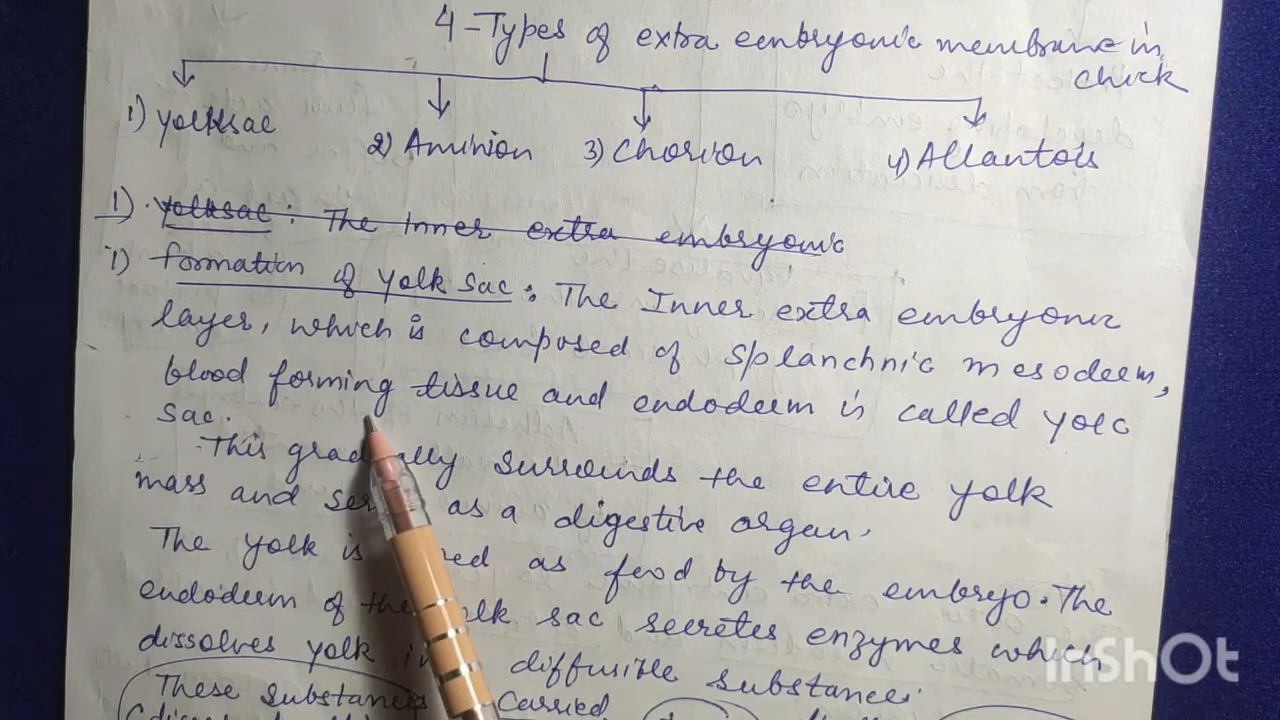 4-Types of extra embryonic membrane in
chick
1) Yolksac
2) Aminion 3) Chorion 4) Allantois
1) Yolksac : The Inner extra embryonic
1) formation of Yolk Sac : The Inner extra embryonic
layer, which is composed of splanchnic mesoderm,
blood forming tissue and endoderm is called yolc
sac.
This gradually surrounds the entire yolk
mass and as a digestive organ.
The yolk is as food by the embryo. The
endoderm of the sac secretes enzymes which
dissolves yolk diffusible substance.
These substances carried
InShOt